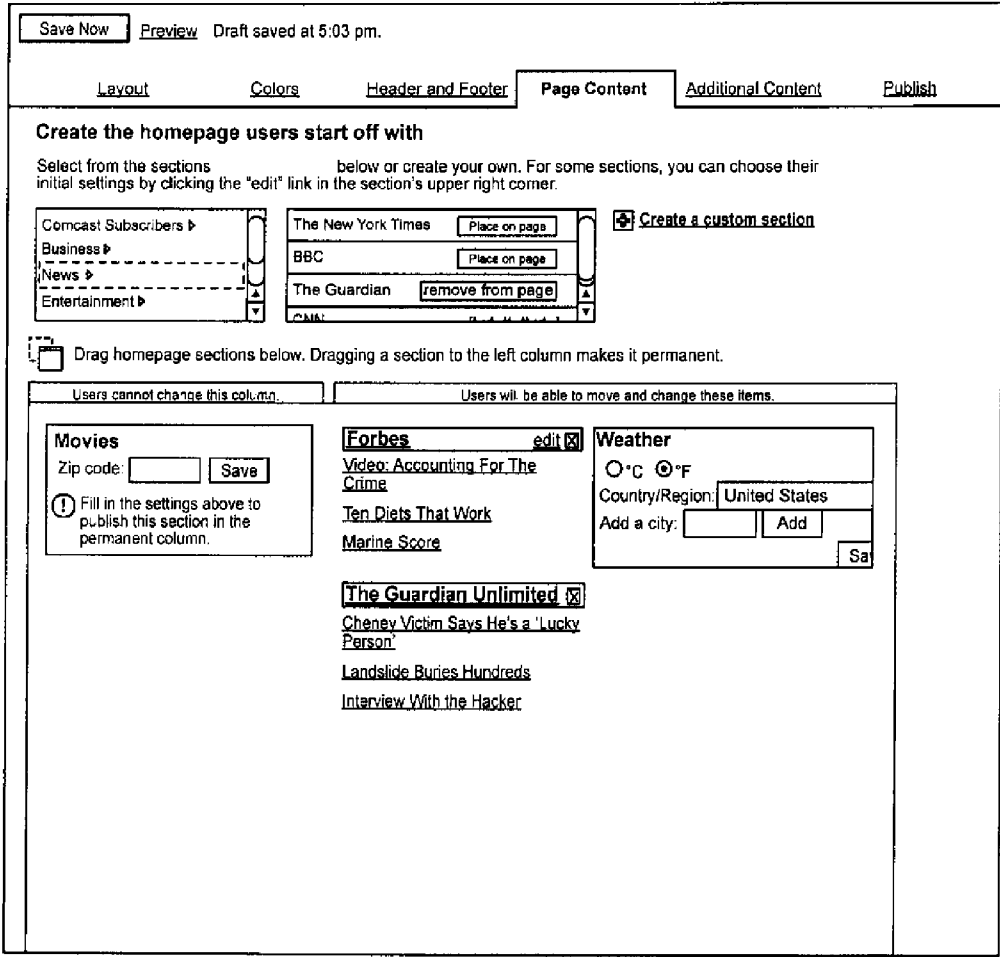 Save Now Preview Draft saved at 5:03 pm.
Layout Colors Header and Footer Page Content Additional Content Publish
Create the homepage users start off with
Select from the sections below or create your own. For some sections, you can choose their
initial settings by clicking the "edit" link in the section's upper right corner.
Comcast Subscribers
Business
News
Entertainment
The New York Times Place on page
BBC Place on page
The Guardian remove from page
CNN
Create a custom section
Drag homepage sections below. Dragging a section to the left column makes it permanent.
Users cannot change this column.
Users will be able to move and change these items.
Movies
Zip code: Save
Fill in the settings above to
publish this section in the
permanent column.
Forbes edit
Video: Accounting For The
Crime
Ten Diets That Work
Marine Score
The Guardian Unlimited
Cheney Victim Says He's a 'Lucky
Person'
Landslide Buries Hundreds
Interview With the Hacker
Weather
°C °F
Country/Region: United States
Add a city: Add
Sa